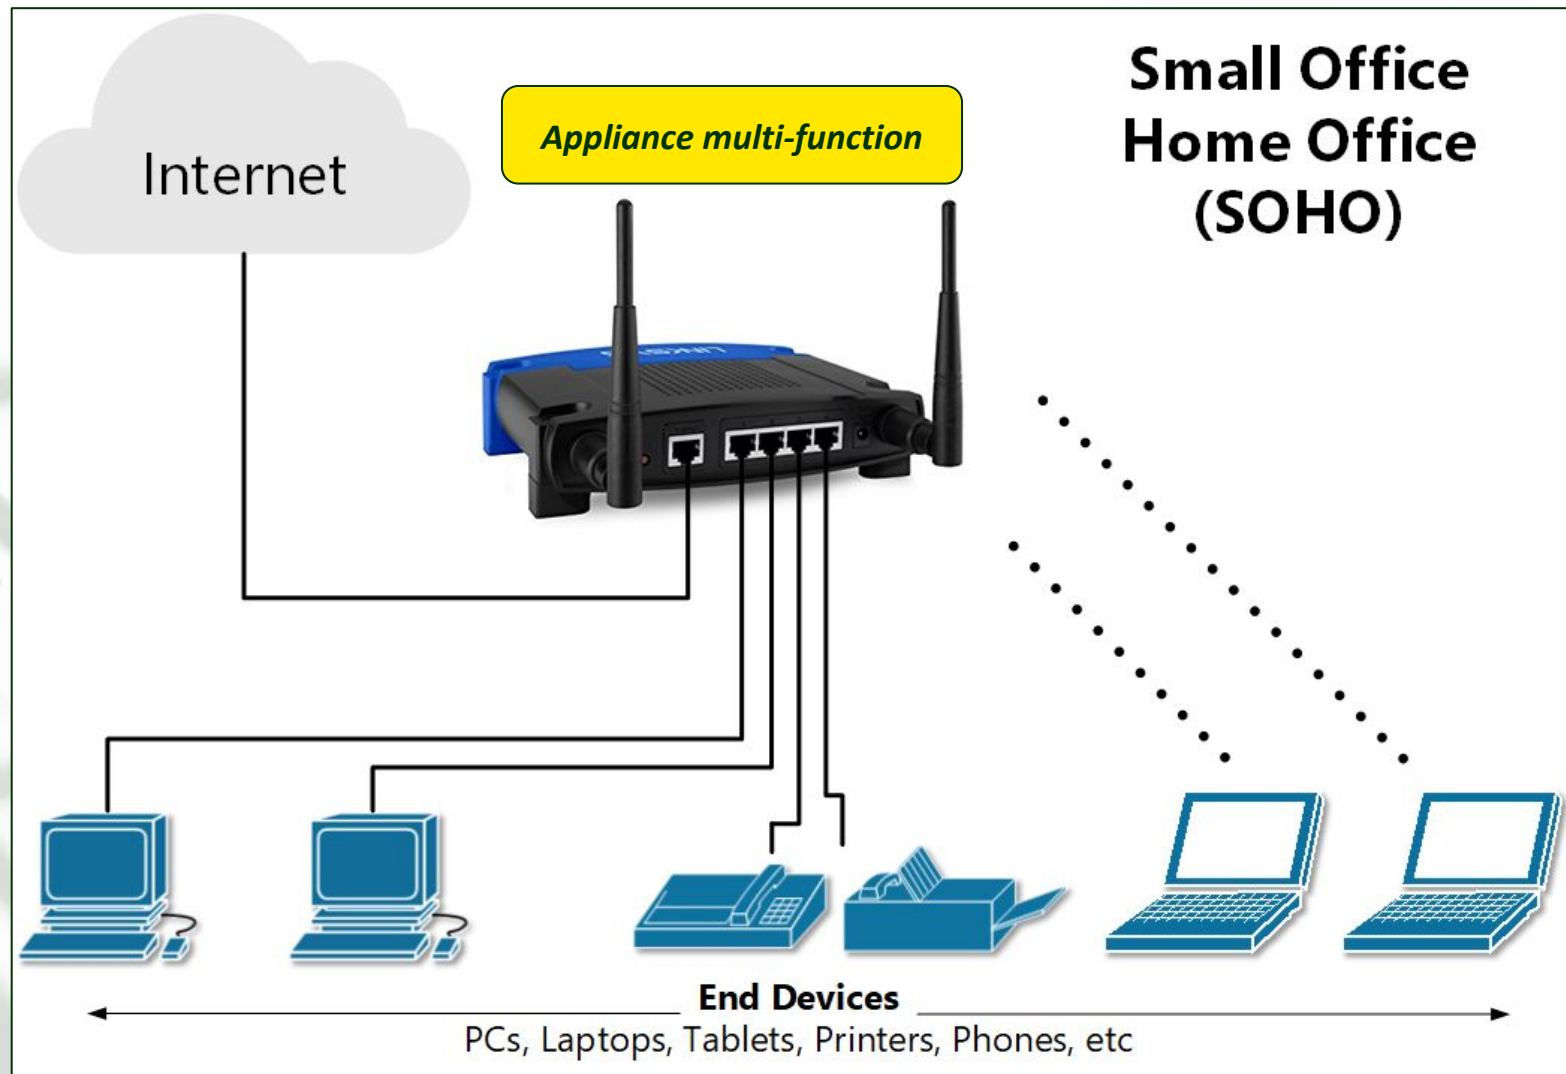 Internet
Appliance multi-function
Small Office
Home Office
(SOHO)
End Devices
PCs, Laptops, Tablets, Printers, Phones, etc